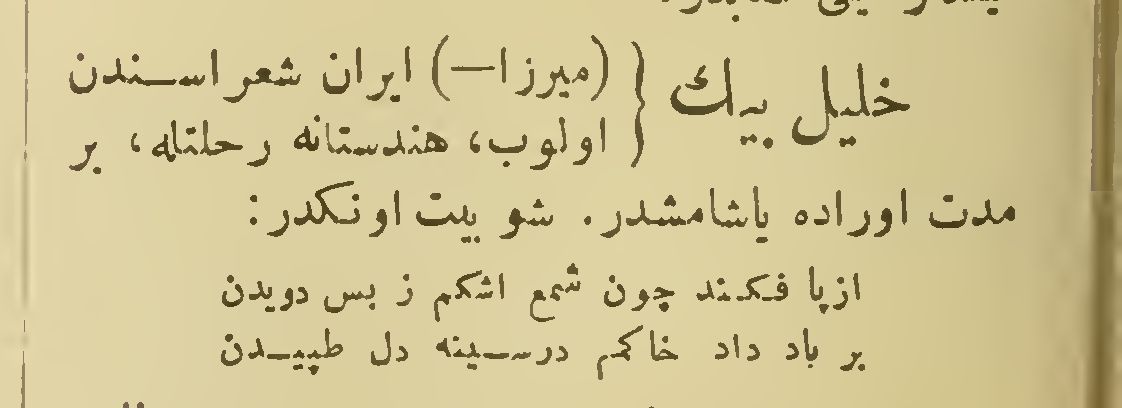 خليل بيك { (ميرزا—) ايران شعراسندن
اولوب، هندستانه رحلتله، بر
مدت اوراده ياشامشدر. شو بيت اونكدر:
ازپا فكند چون شمع اشكم ز بس دويدن
بر باد داد خاكم درسينه دل طپيدن